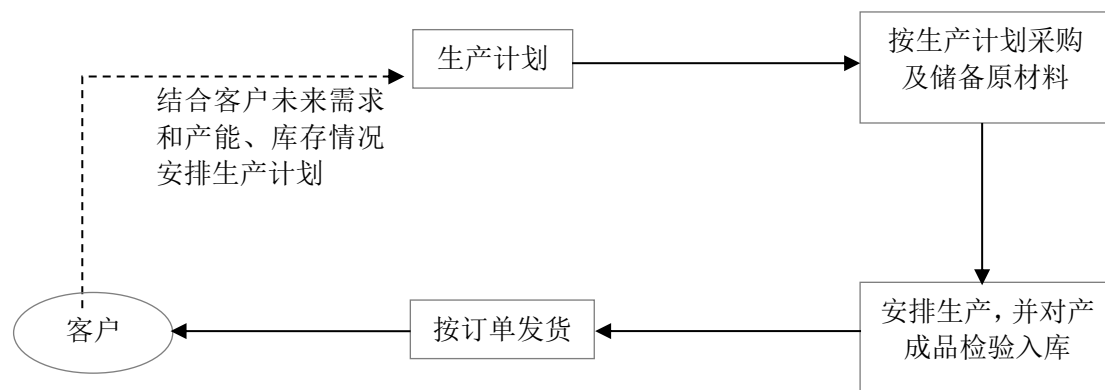 生产计划
按生产计划采购
及储备原材料
结合客户未来需求
和产能、库存情况
安排生产计划
安排生产，并对产
成品检验入库
按订单发货
客户